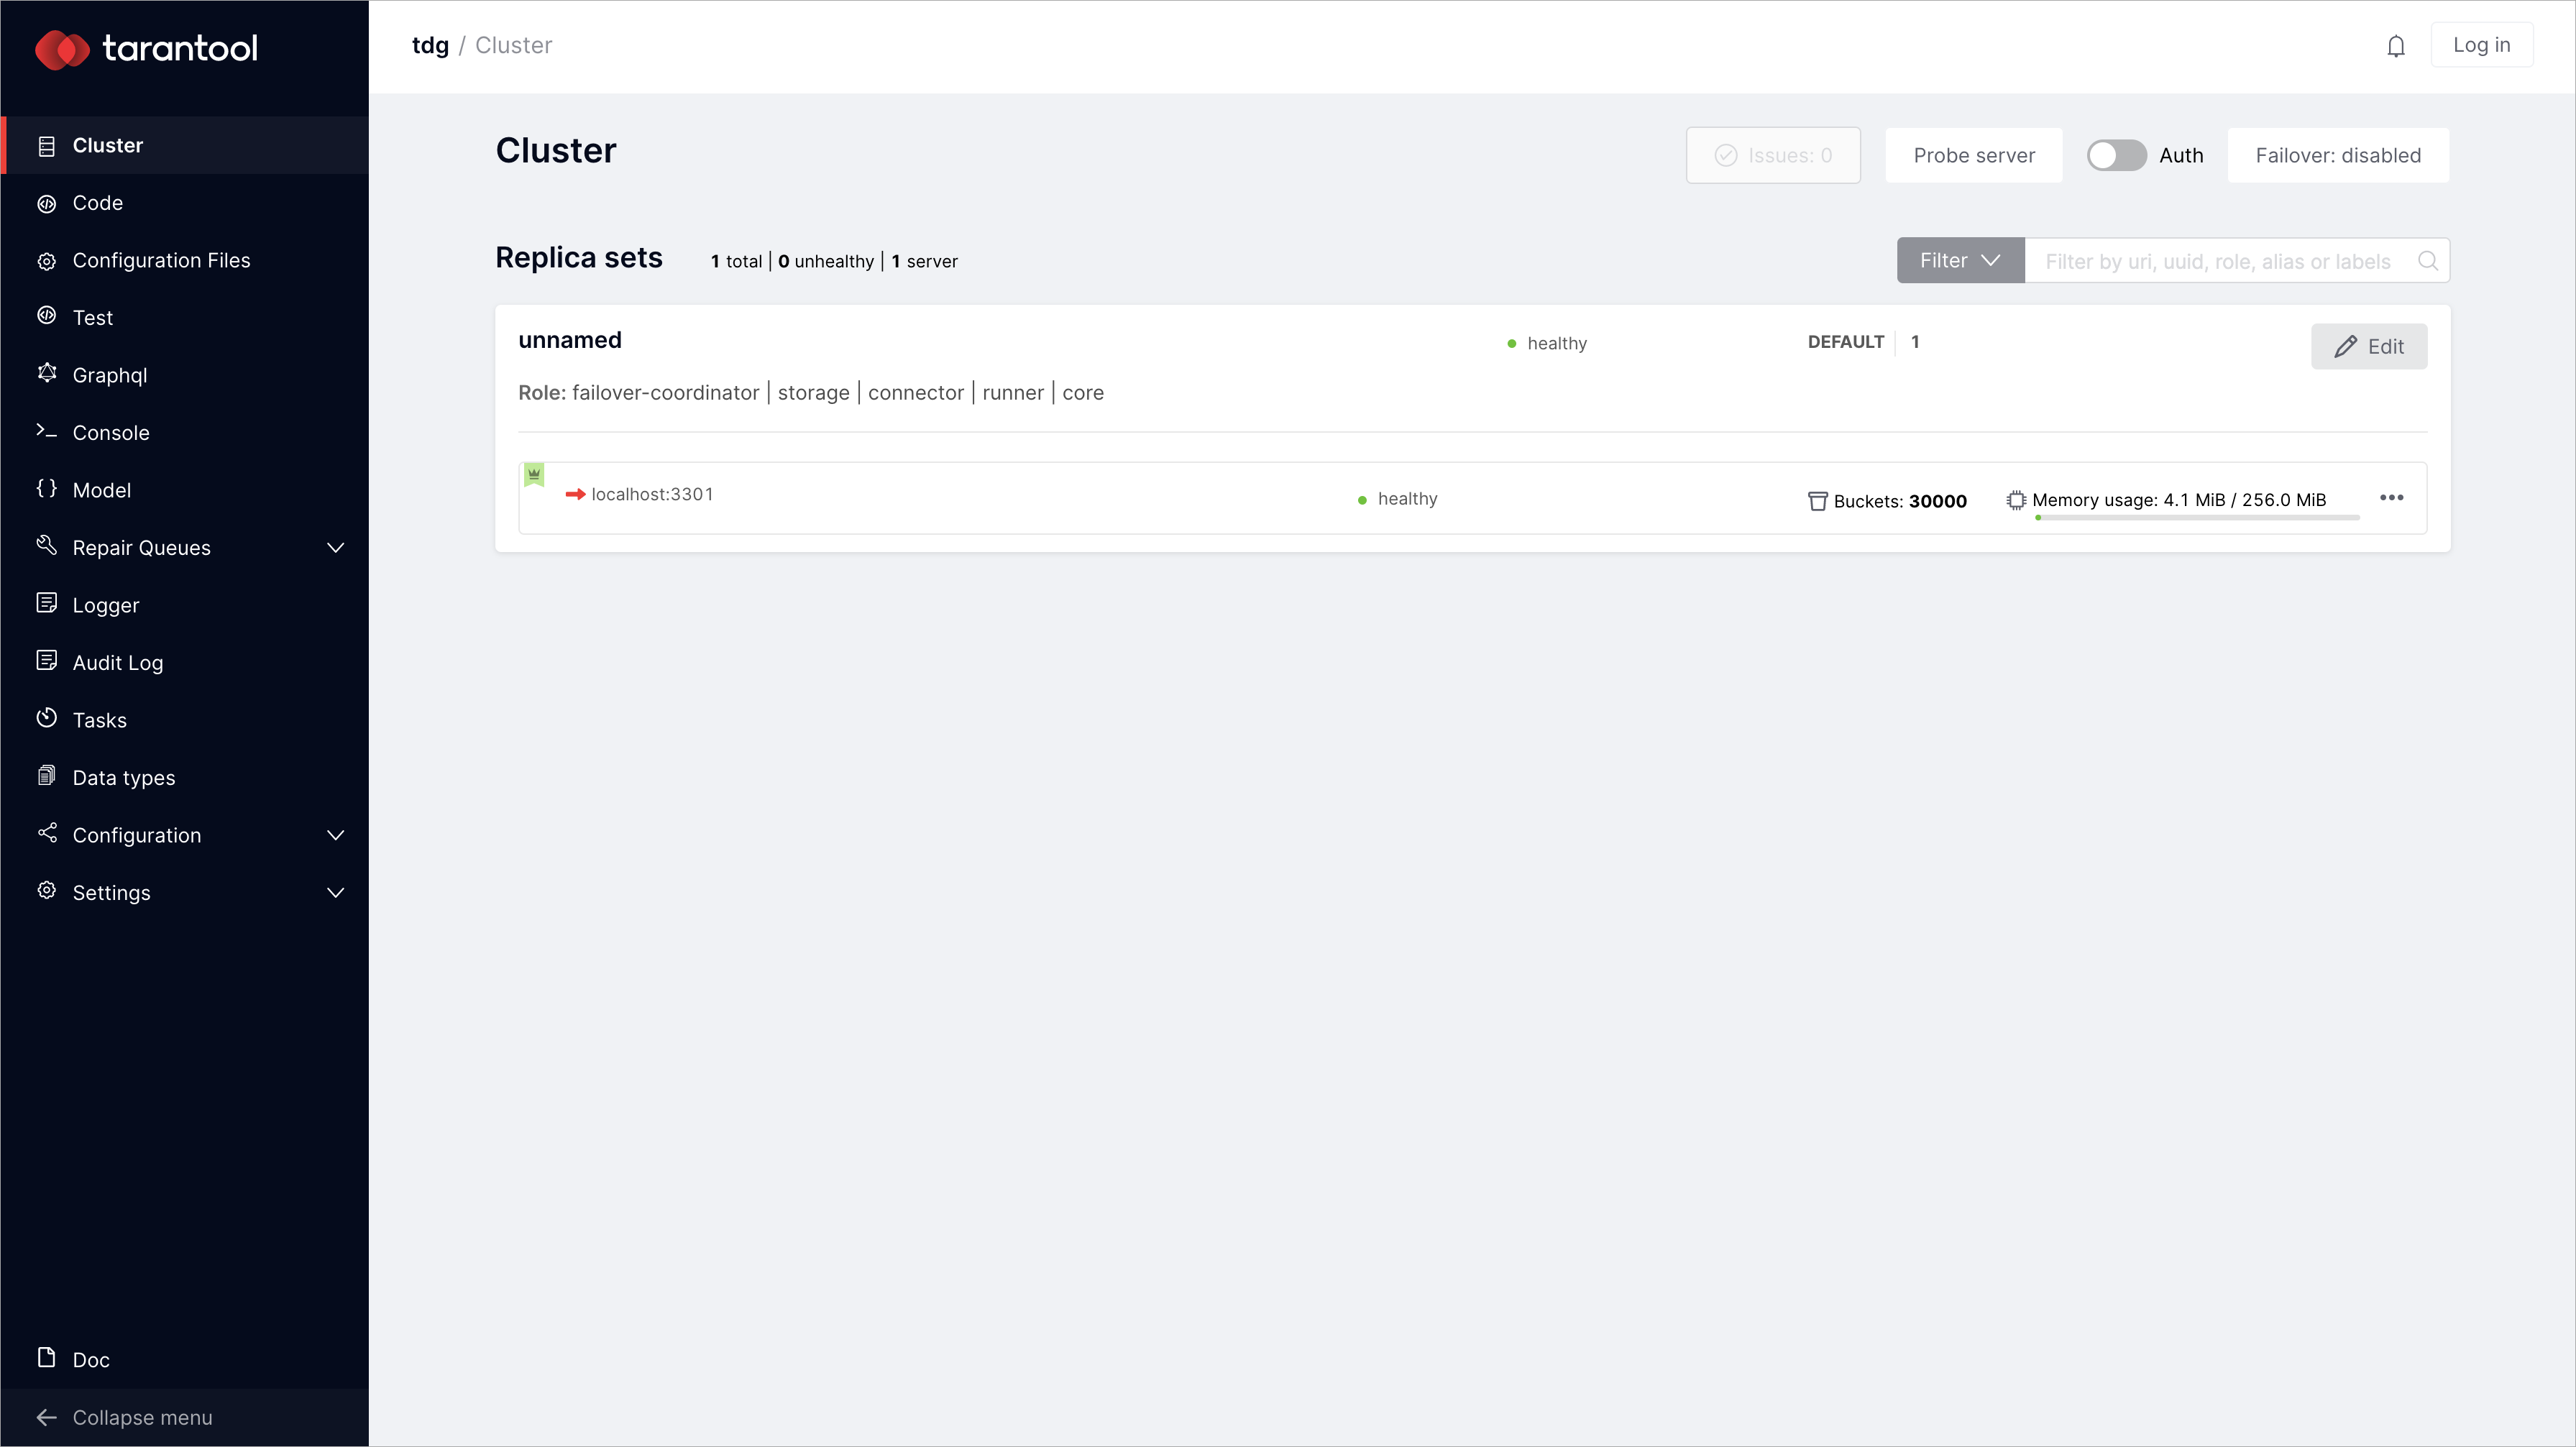 tarantool
Cluster
Code
Configuration Files
Test
Graphql
Console
Model
Repair Queues
Logger
Audit Log
Tasks
Data types
Configuration
Settings
Doc
Collapse menu
tdg / Cluster
Log in
Cluster
Issues: 0
Probe server
Auth
Failover: disabled
Replica sets
1 total | 0 unhealthy | 1 server
Filter
Filter by uri, uuid, role, alias or labels
unnamed
healthy
DEFAULT 1
Edit
Role: failover-coordinator | storage | connector | runner | core
localhost:3301
healthy
Buckets: 30000
Memory usage: 4.1 MiB / 256.0 MiB